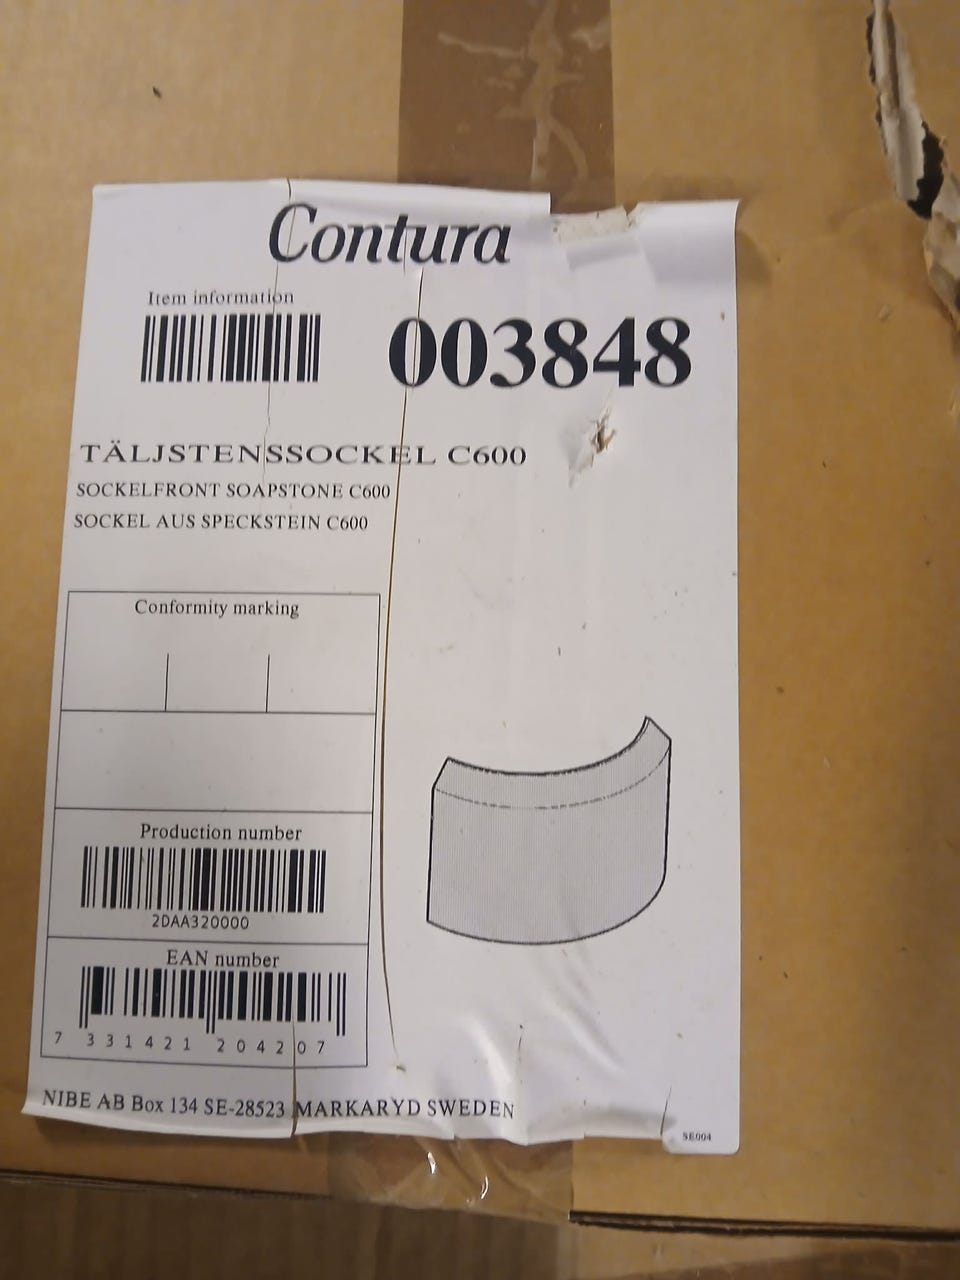 Contura
Item information
003848
TÄLJSTENSSOCKEL C600
SOCKELFRONT SOAPSTONE C600
SOCKEL AUS SPECKSTEIN C600
Conformity marking
Production number
2DAA320000
EAN number
7 331421 204207
NIBE AB Box 134 SE-28523 MARKARYD SWEDEN
SE004